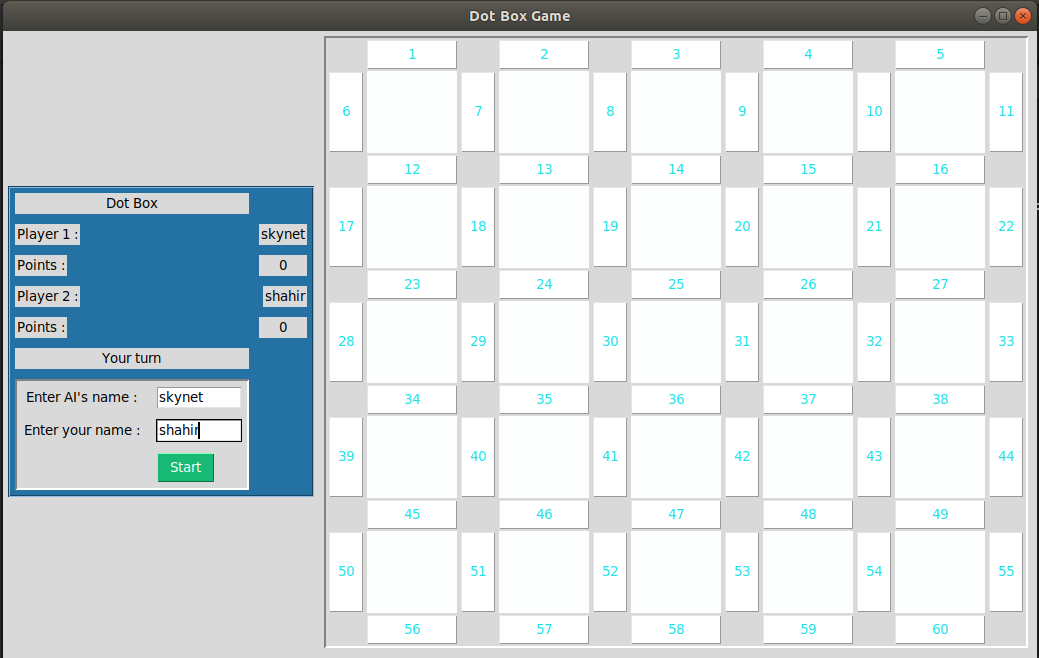 Dot Box Game
Dot Box
Player 1 : skynet
Points : 0
Player 2 : shahir
Points : 0
Your turn
Enter AI's name : skynet
Enter your name : shahir
Start
1 2 3 4 5
6 7 8 9 10 11
12 13 14 15 16
17 18 19 20 21 22
23 24 25 26 27
28 29 30 31 32 33
34 35 36 37 38
39 40 41 42 43 44
45 46 47 48 49
50 51 52 53 54 55
56 57 58 59 60